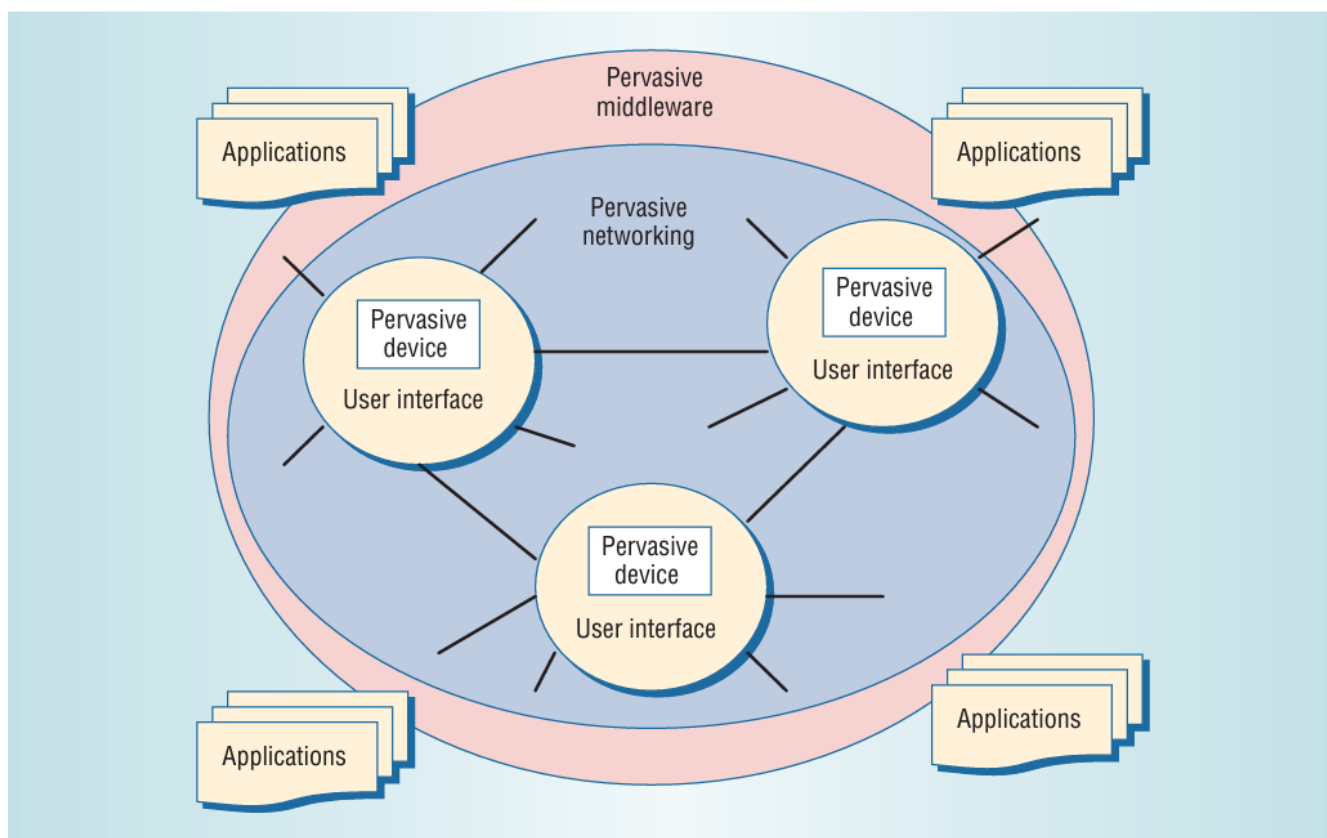 Pervasive
middleware
Applications
Applications
Pervasive
networking
Pervasive
device
User interface
Pervasive
device
User interface
Pervasive
device
User interface
Applications
Applications